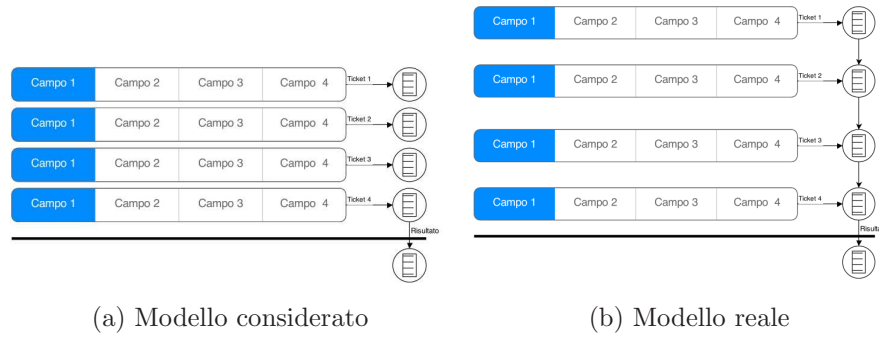 Campo 1 Campo 2 Campo 3 Campo 4 Ticket 1
Campo 1 Campo 2 Campo 3 Campo 4 Ticket 2
Campo 1 Campo 2 Campo 3 Campo 4 Ticket 3
Campo 1 Campo 2 Campo 3 Campo 4 Ticket 4
Risultato
(a) Modello considerato
Campo 1 Campo 2 Campo 3 Campo 4 Ticket 1
Campo 1 Campo 2 Campo 3 Campo 4 Ticket 2
Campo 1 Campo 2 Campo 3 Campo 4 Ticket 3
Campo 1 Campo 2 Campo 3 Campo 4 Ticket 4
Risulta
(b) Modello reale